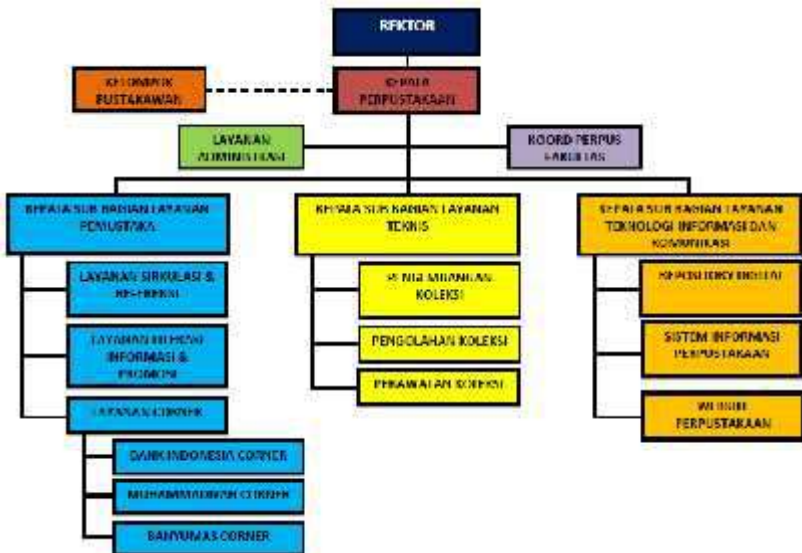 REKTOR
KELOMPOK
PUSTAKAWAN
KEPALA
PERPUSTAKAAN
LAYANAN
ADMINISTRASI
KOORD PERPUS
FAKULTAS
KEPALA SUB BAGIAN LAYANAN
PEMUSTAKA
KEPALA SUB BAGIAN LAYANAN
TEKNIS
KEPALA SUB BAGIAN LAYANAN
TEKNOLOGI INFORMASI DAN
KOMUNIKASI
LAYANAN SIRKULASI &
REFERENSI
LAYANAN LITERASI
INFORMASI &
PROMOSI
LAYANAN CORNER
BANK INDONESIA CORNER
MUHAMMADIYAH CORNER
BANYUMAS CORNER
PENGEMBANGAN
KOLEKSI
PENGOLAHAN KOLEKSI
PERAWATAN KOLEKSI
REPOSITORY DIGITAL
SISTEM INFORMASI
PERPUSTAKAAN
WEBSITE
PERPUSTAKAAN